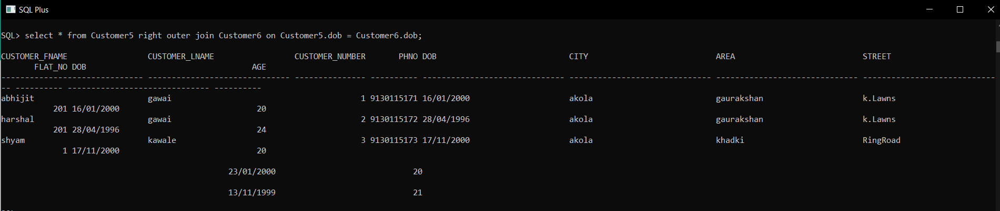 SQL Plus
SQL> select * from Customer5 right outer join Customer6 on Customer5.dob = Customer6.dob;
CUSTOMER_FNAME CUSTOMER_LNAME CUSTOMER_NUMBER PHNO DOB CITY AREA STREET
FLAT_NO DOB AGE
------------------------------ ------------------------------ --------------- ---------- ------------------------------ ------------------------------ ------------------------------ ----------------------------
-- ---------- ------------------------------ ----------
abhijit gawai 1 9130115171 16/01/2000 akola gaurakshan k.Lawns
201 16/01/2000 20
harshal gawai 2 9130115172 28/04/1996 akola gaurakshan k.Lawns
201 28/04/1996 24
shyam kawale 3 9130115173 17/11/2000 akola khadki RingRoad
1 17/11/2000 20
23/01/2000 20
13/11/1999 21